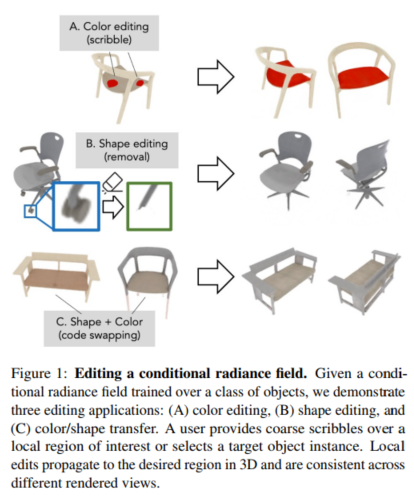 A. Color editing
(scribble)
B. Shape editing
(removal)
C. Shape + Color
(code swapping)
Figure 1: Editing a conditional radiance field. Given a condi-
tional radiance field trained over a class of objects, we demonstrate
three editing applications: (A) color editing, (B) shape editing, and
(C) color/shape transfer. A user provides coarse scribbles over a
local region of interest or selects a target object instance. Local
edits propagate to the desired region in 3D and are consistent across
different rendered views.